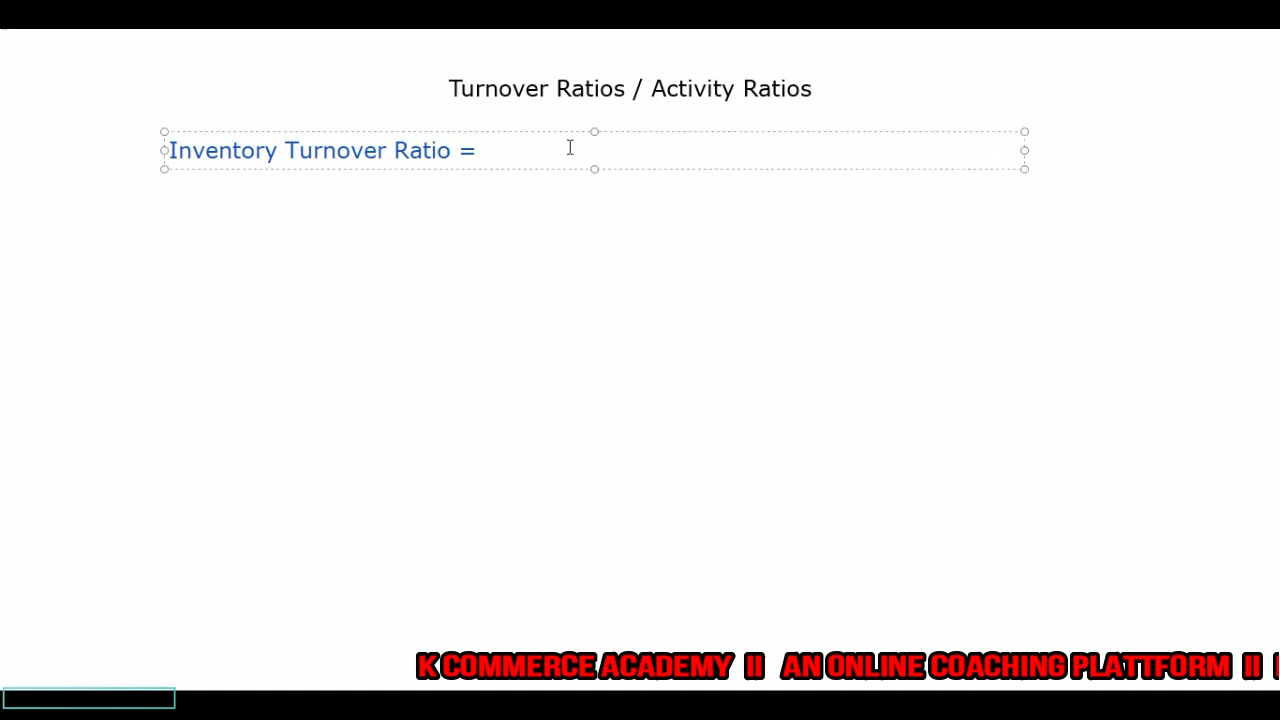 Turnover Ratios / Activity Ratios
Inventory Turnover Ratio =
K COMMERCE ACADEMY II AN ONLINE COACHING PLATTFORM II